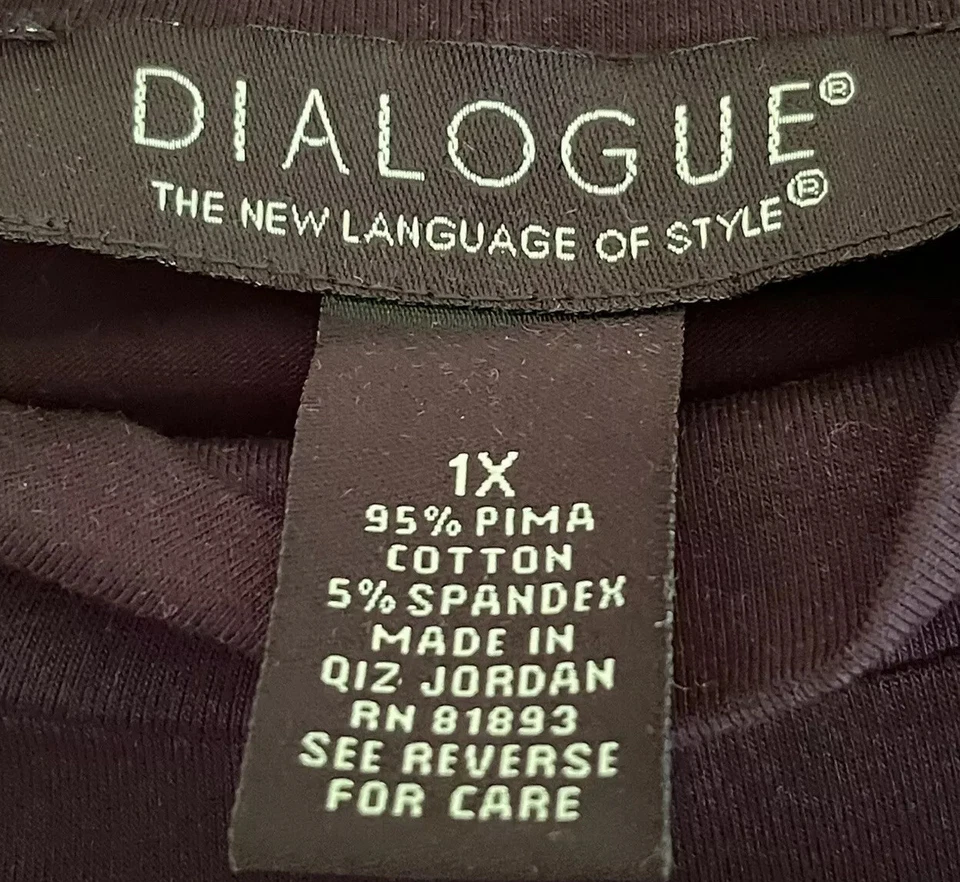 DIALOGUE®
THE NEW LANGUAGE OF STYLE®
1X
95% PIMA
COTTON
5% SPANDEX
MADE IN
QIZ JORDAN
RN 81893
SEE REVERSE
FOR CARE